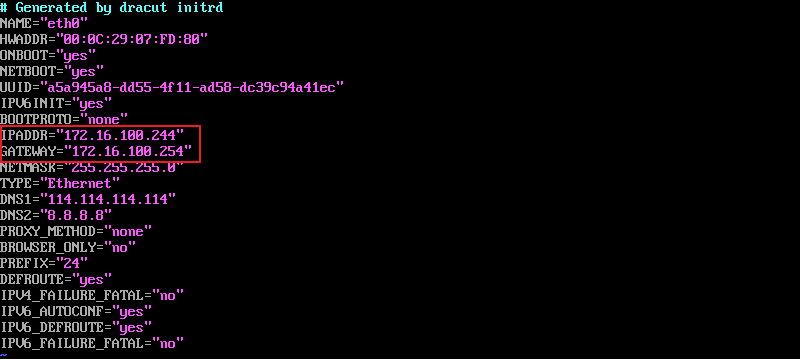 # Generated by dracut initrd
NAME="eth0"
HWADDR="00:0C:29:07:FD:80"
ONBOOT="yes"
NETBOOT="yes"
UUID="a5a945a8-dd55-4f11-ad58-dc39c94a41ec"
IPV6INIT="yes"
BOOTPROTO="none"
IPADDR="172.16.100.244"
GATEWAY="172.16.100.254"
NETMASK="255.255.255.0"
TYPE="Ethernet"
DNS1="114.114.114.114"
DNS2="8.8.8.8"
PROXY_METHOD="none"
BROWSER_ONLY="no"
PREFIX="24"
DEFROUTE="yes"
IPV4_FAILURE_FATAL="no"
IPV6_AUTOCONF="yes"
IPV6_DEFROUTE="yes"
IPV6_FAILURE_FATAL="no"
~